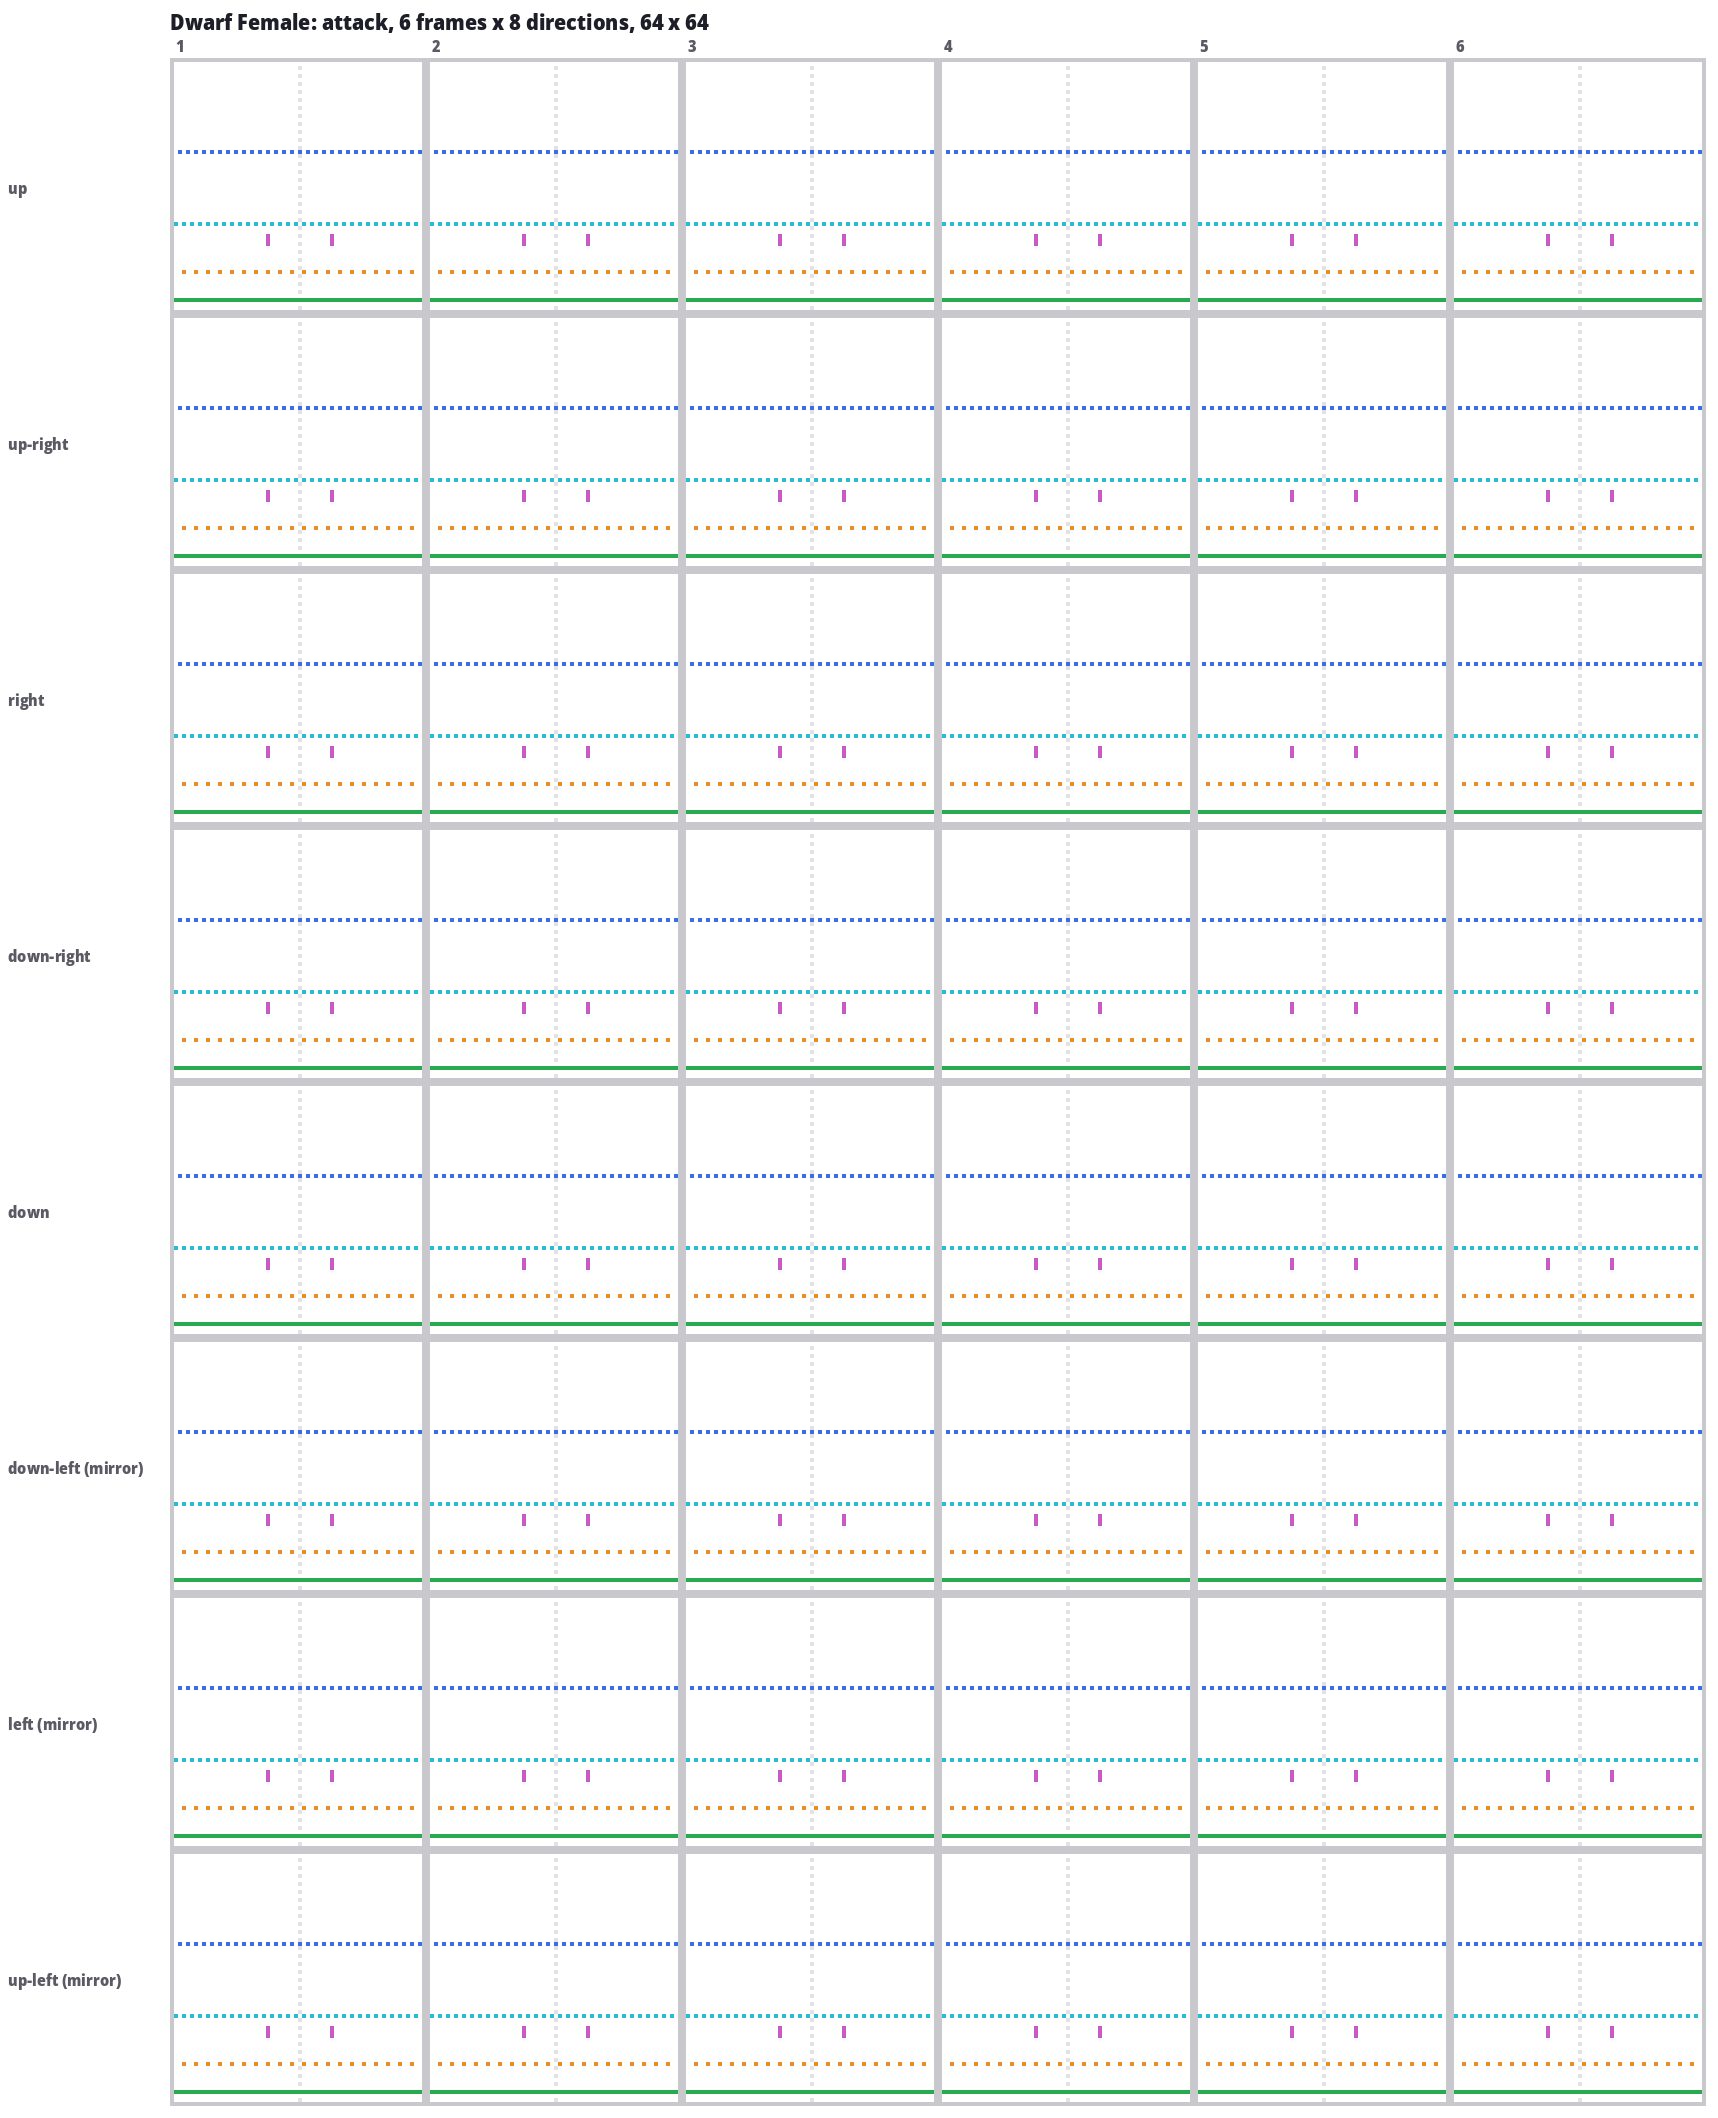 Dwarf Female: attack, 6 frames x 8 directions, 64 x 64
1 2 3 4 5 6
up
up-right
right
down-right
down
down-left (mirror)
left (mirror)
up-left (mirror)